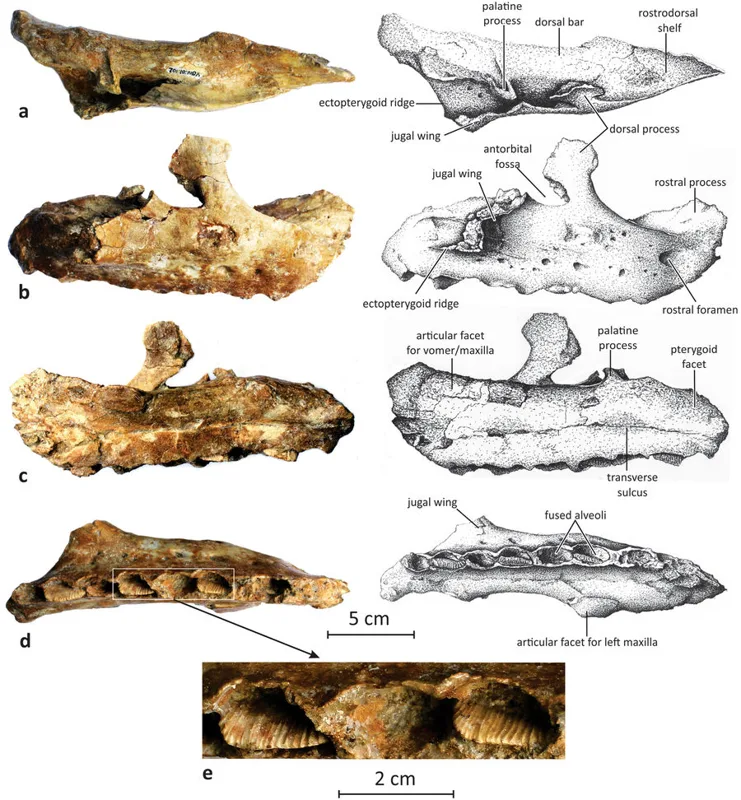 palatine
process
dorsal bar
rostrodorsal
shelf
ectopterygoid ridge
jugal wing
dorsal process
a
antorbital
fossa
jugal wing
rostral process
ectopterygoid ridge
rostral foramen
b
articular facet
for vomer/maxilla
palatine
process
pterygoid
facet
transverse
sulcus
c
jugal wing
fused alveoli
articular facet for left maxilla
d
5 cm
e
2 cm